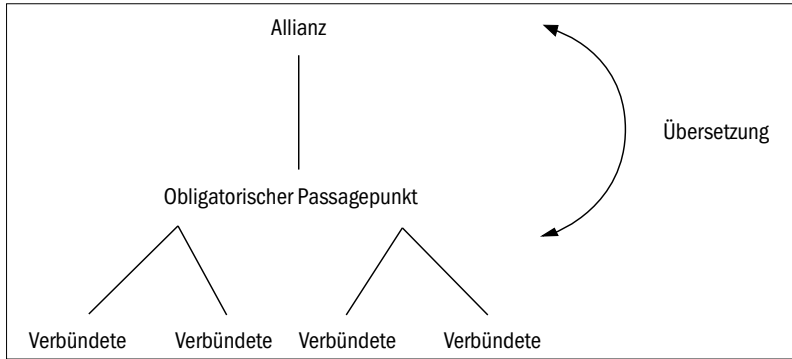 Allianz
Übersetzung
Obligatorischer Passagepunkt
Verbündete Verbündete Verbündete Verbündete